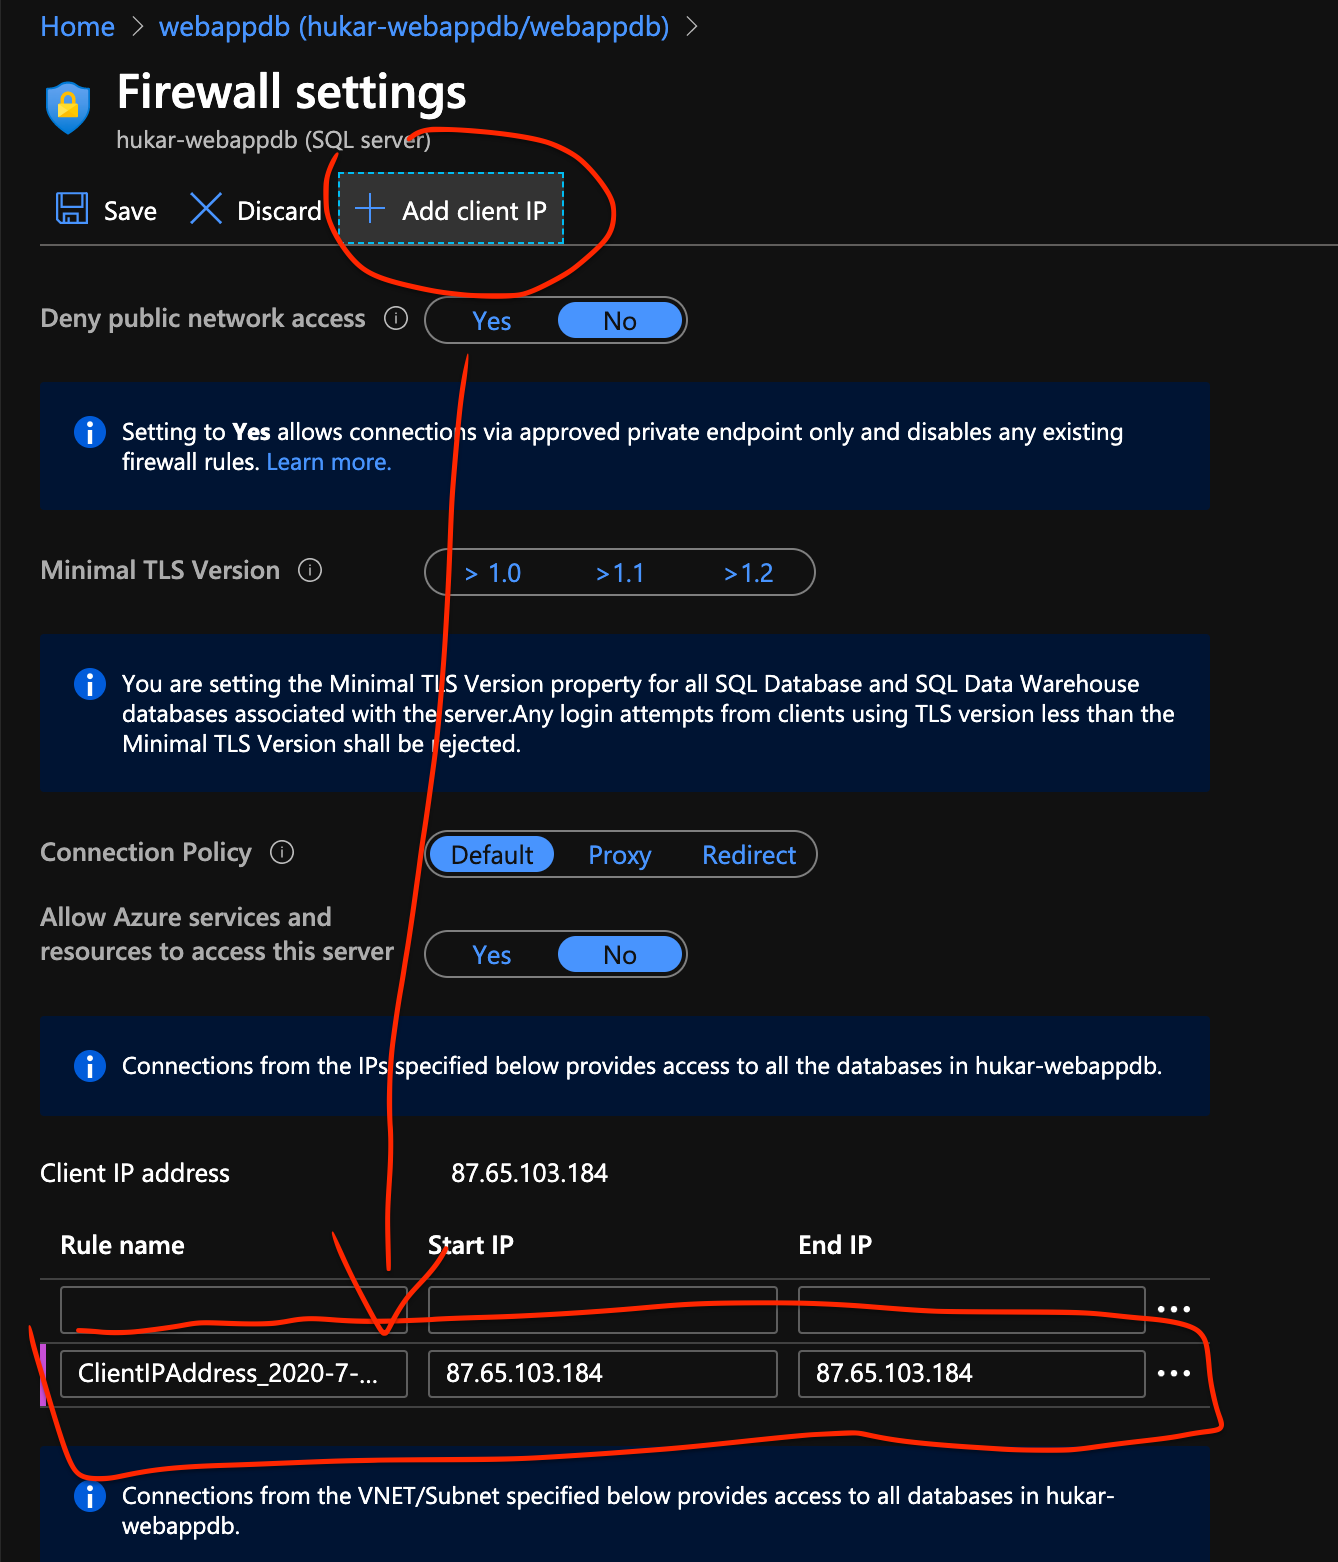 Home > webappdb (hukar-webappdb/webappdb) >
Firewall settings
hukar-webappdb (SQL server)
Save Discard Add client IP
Deny public network access Yes No
Setting to Yes allows connections via approved private endpoint only and disables any existing
firewall rules. Learn more.
Minimal TLS Version > 1.0 >1.1 >1.2
You are setting the Minimal TLS Version property for all SQL Database and SQL Data Warehouse
databases associated with the server.Any login attempts from clients using TLS version less than the
Minimal TLS Version shall be rejected.
Connection Policy Default Proxy Redirect
Allow Azure services and
resources to access this server Yes No
Connections from the IPs specified below provides access to all the databases in hukar-webappdb.
Client IP address 87.65.103.184
Rule name Start IP End IP
ClientIPAddress_2020-7-... 87.65.103.184 87.65.103.184
Connections from the VNET/Subnet specified below provides access to all databases in hukar-
webappdb.